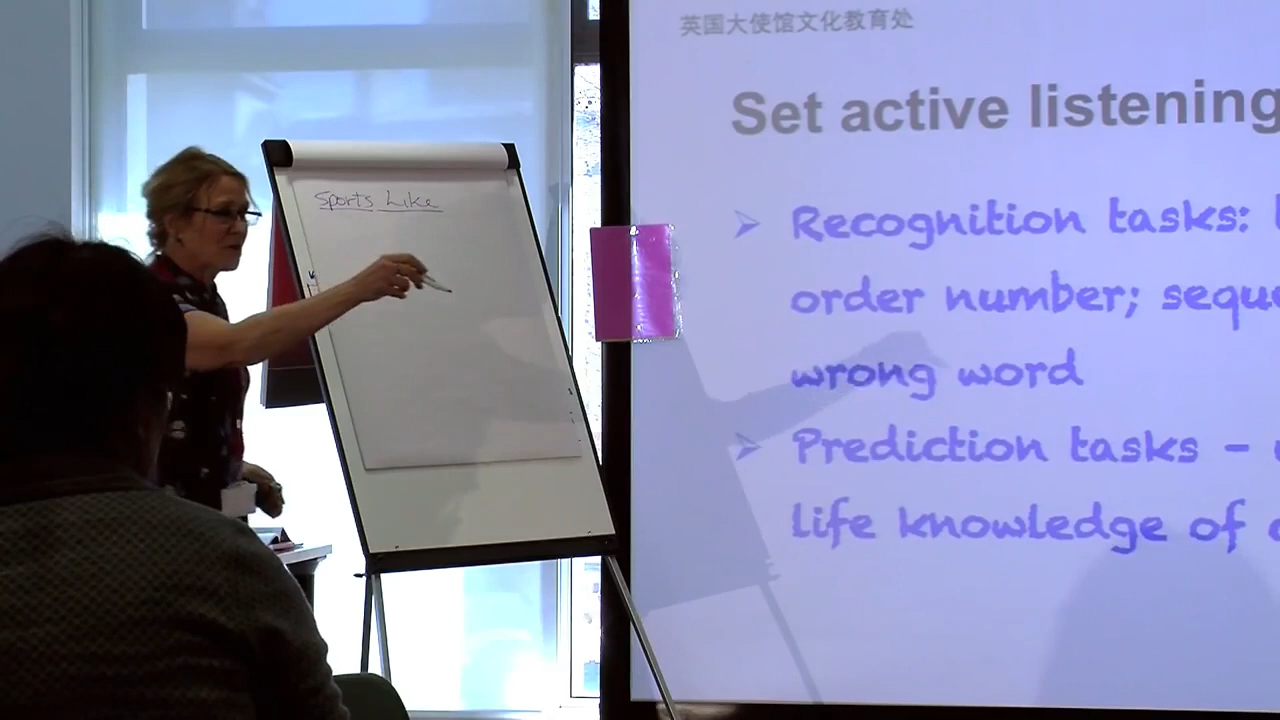 Sports Like
英国大使馆文化教育处
Set active listening
Recognition tasks:
order number; sequ
wrong word
Prediction tasks –
life knowledge of